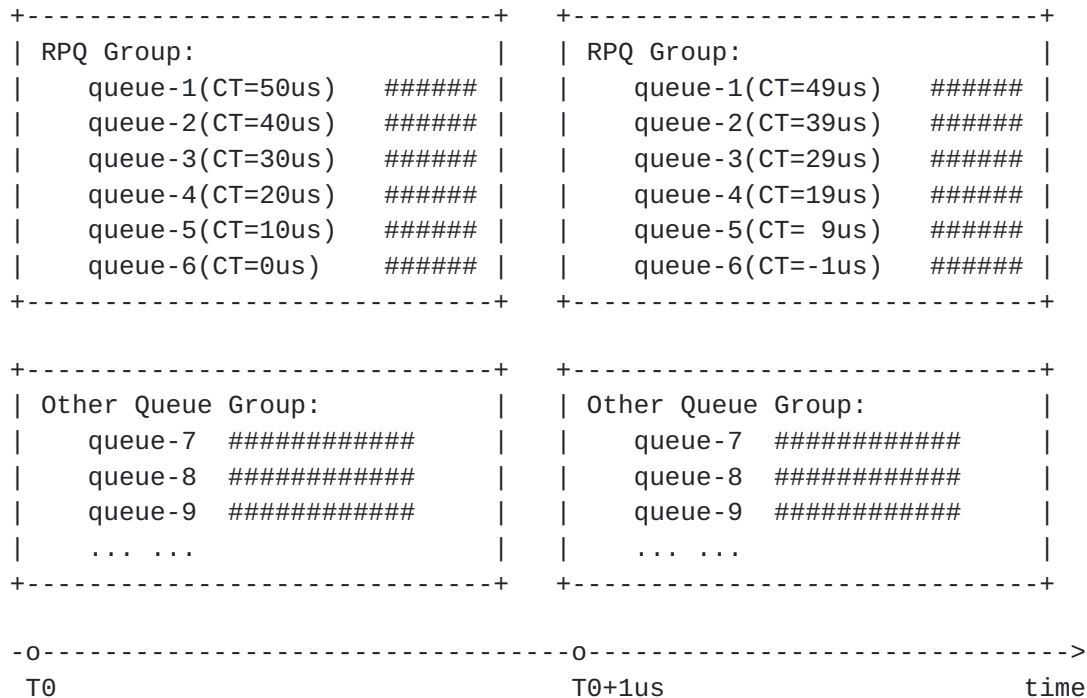 +------------------------------+   +------------------------------+
| RPQ Group:                   |   | RPQ Group:                   |
|    queue-1(CT=50us)   ###### |   |    queue-1(CT=49us)   ###### |
|    queue-2(CT=40us)   ###### |   |    queue-2(CT=39us)   ###### |
|    queue-3(CT=30us)   ###### |   |    queue-3(CT=29us)   ###### |
|    queue-4(CT=20us)   ###### |   |    queue-4(CT=19us)   ###### |
|    queue-5(CT=10us)   ###### |   |    queue-5(CT= 9us)   ###### |
|    queue-6(CT=0us)    ###### |   |    queue-6(CT=-1us)   ###### |
+------------------------------+   +------------------------------+

+------------------------------+   +------------------------------+
| Other Queue Group:           |   | Other Queue Group:           |
|    queue-7  ############     |   |    queue-7  ############     |
|    queue-8  ############     |   |    queue-8  ############     |
|    queue-9  ############     |   |    queue-9  ############     |
|    ... ...                   |   |    ... ...                   |
+------------------------------+   +------------------------------+

-o----------------------------------o-------------------------------->
 T0                                 T0+1us                       time